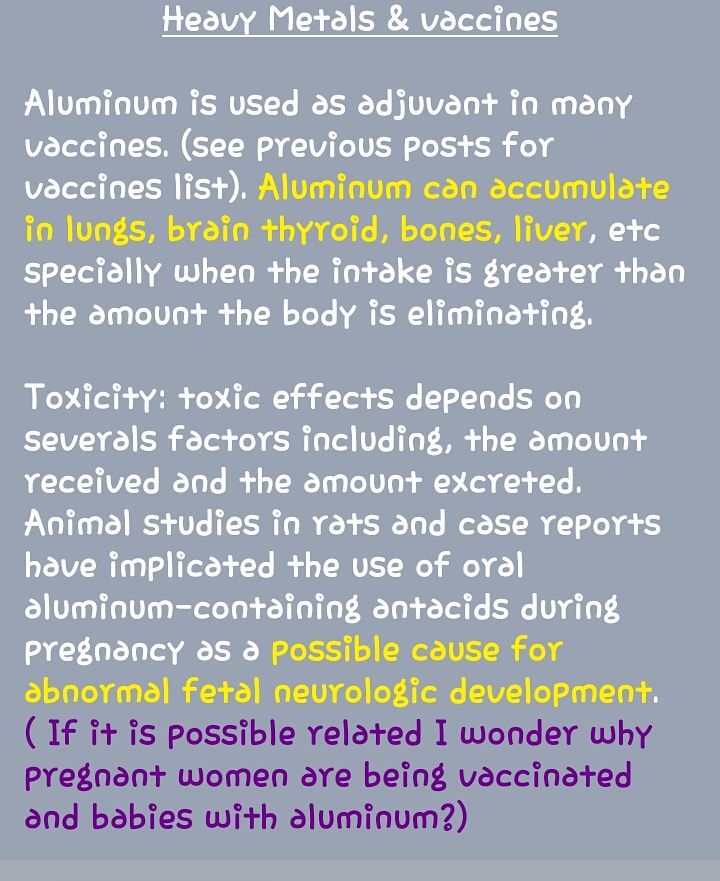 Heavy Metals & vaccines
Aluminum is used as adjuvant in many
vaccines. (see previous posts for
vaccines list). Aluminum can accumulate
in lungs, brain thyroid, bones, liver, etc
specially when the intake is greater than
the amount the body is eliminating.
Toxicity: toxic effects depends on
severals factors including, the amount
received and the amount excreted.
Animal studies in rats and case reports
have implicated the use of oral
aluminum-containing antacids during
pregnancy as a possible cause for
abnormal fetal neurologic development.
( If it is possible related I wonder why
pregnant women are being vaccinated
and babies with aluminum?)